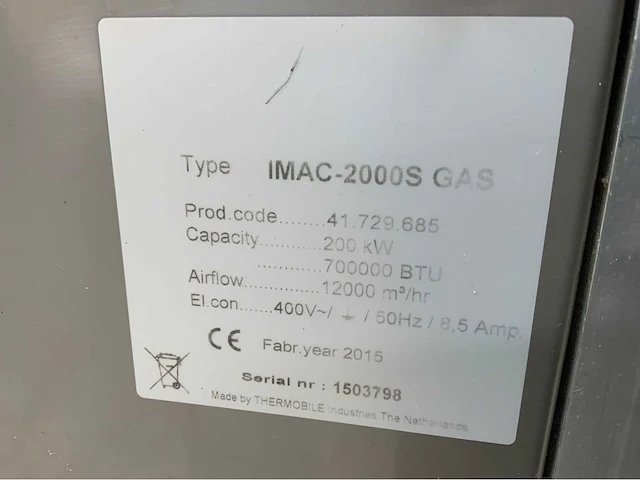 Type IMAC-2000S GAS
Prod.code........41.729.685
Capacity..........200 kW
..........700000 BTU
Airflow............12000 m³/hr
El.con......400V~/ ⏚ / 50Hz / 6,5 Amp.
CE Fabr.year 2015
Serial nr : 1503798
Made by THERMOBILE Industries The Netherlands